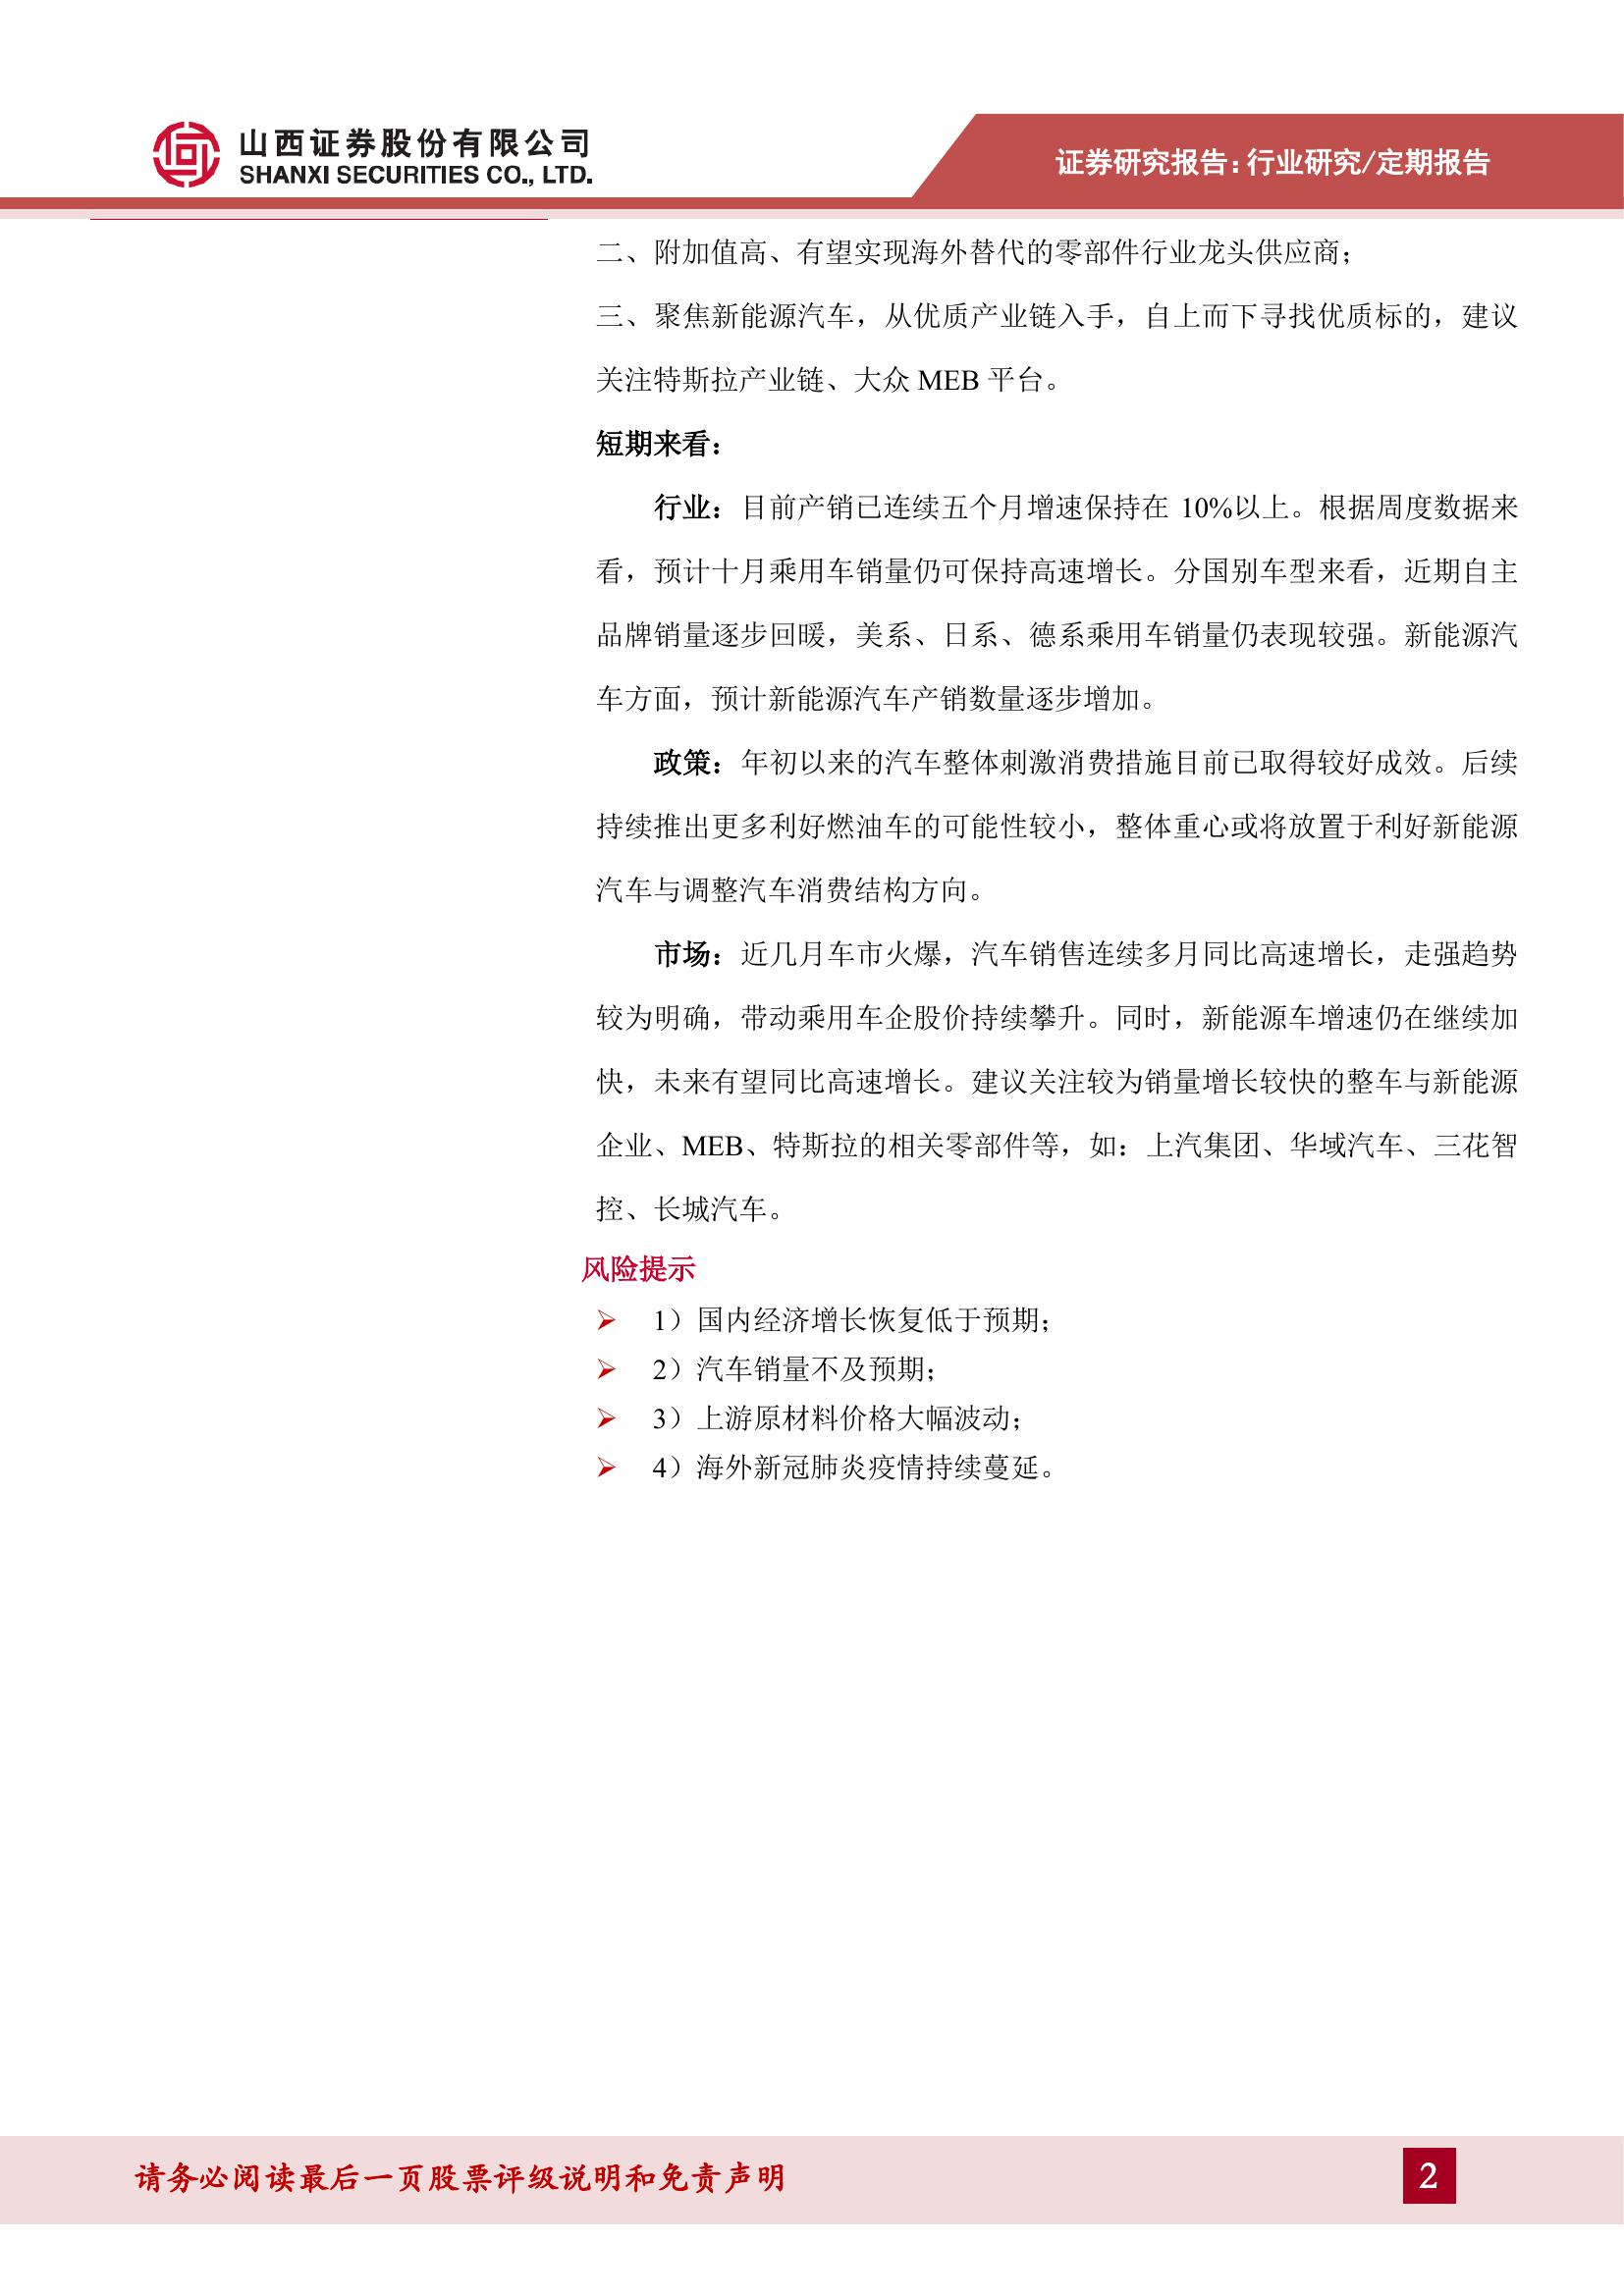 山西证券股份有限公司
SHANXI SECURITIES CO., LTD.
证券研究报告:行业研究/定期报告
二、附加值高、有望实现海外替代的零部件行业龙头供应商；
三、聚焦新能源汽车，从优质产业链入手，自上而下寻找优质标的，建议
关注特斯拉产业链、大众 MEB 平台。
短期来看：
行业：目前产销已连续五个月增速保持在 10%以上。根据周度数据来
看，预计十月乘用车销量仍可保持高速增长。分国别车型来看，近期自主
品牌销量逐步回暖，美系、日系、德系乘用车销量仍表现较强。新能源汽
车方面，预计新能源汽车产销数量逐步增加。
政策：年初以来的汽车整体刺激消费措施目前已取得较好成效。后续
持续推出更多利好燃油车的可能性较小，整体重心或将放置于利好新能源
汽车与调整汽车消费结构方向。
市场：近几月车市火爆，汽车销售连续多月同比高速增长，走强趋势
较为明确，带动乘用车企股价持续攀升。同时，新能源车增速仍在继续加
快，未来有望同比高速增长。建议关注较为销量增长较快的整车与新能源
企业、MEB、特斯拉的相关零部件等，如：上汽集团、华域汽车、三花智
控、长城汽车。
风险提示
➢ 1）国内经济增长恢复低于预期；
➢ 2）汽车销量不及预期；
➢ 3）上游原材料价格大幅波动；
➢ 4）海外新冠肺炎疫情持续蔓延。
请务必阅读最后一页股票评级说明和免责声明
2